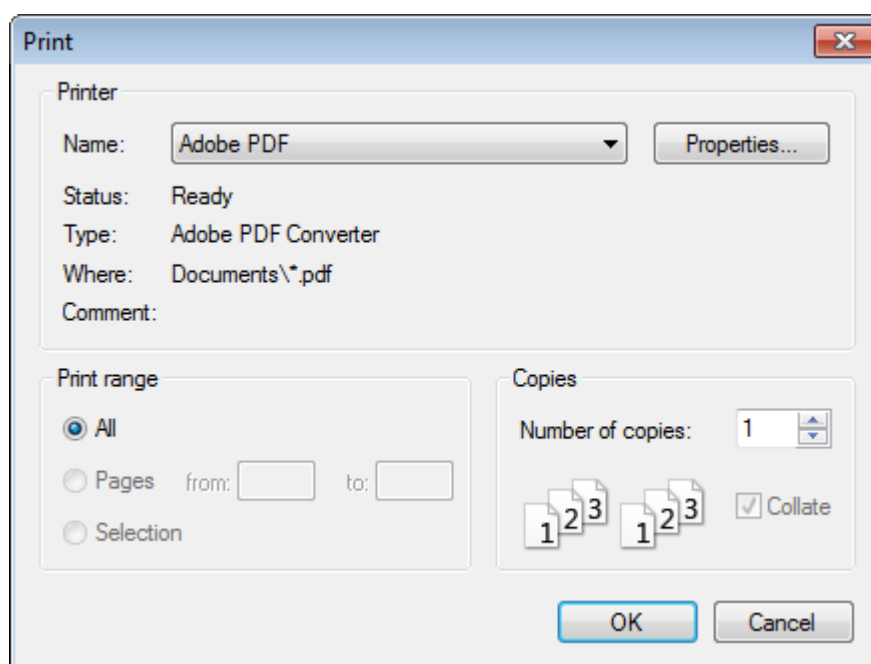 Print
Printer
Name: Adobe PDF Properties...
Status: Ready
Type: Adobe PDF Converter
Where: Documents\*.pdf
Comment:
Print range
All
Pages from: to:
Selection
Copies
Number of copies: 1
1 2 3 1 2 3
Collate
OK Cancel